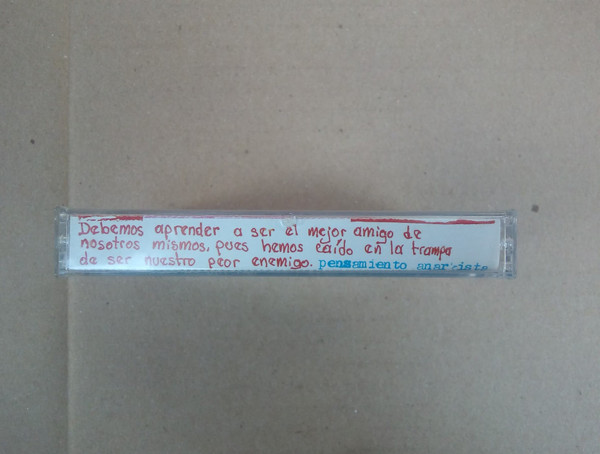 Debemos aprender a ser el mejor amigo de
nosotros mismos, pues hemos caído en la trampa
de ser nuestro peor enemigo. pensamiento anarquista